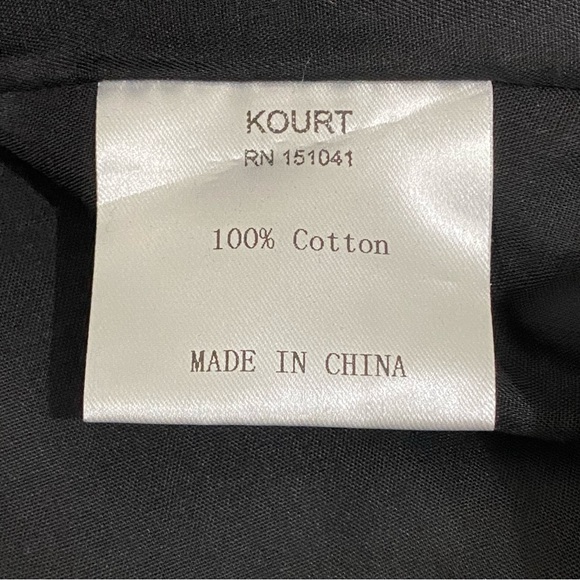 KOURT
RN 151041
100% Cotton
MADE IN CHINA